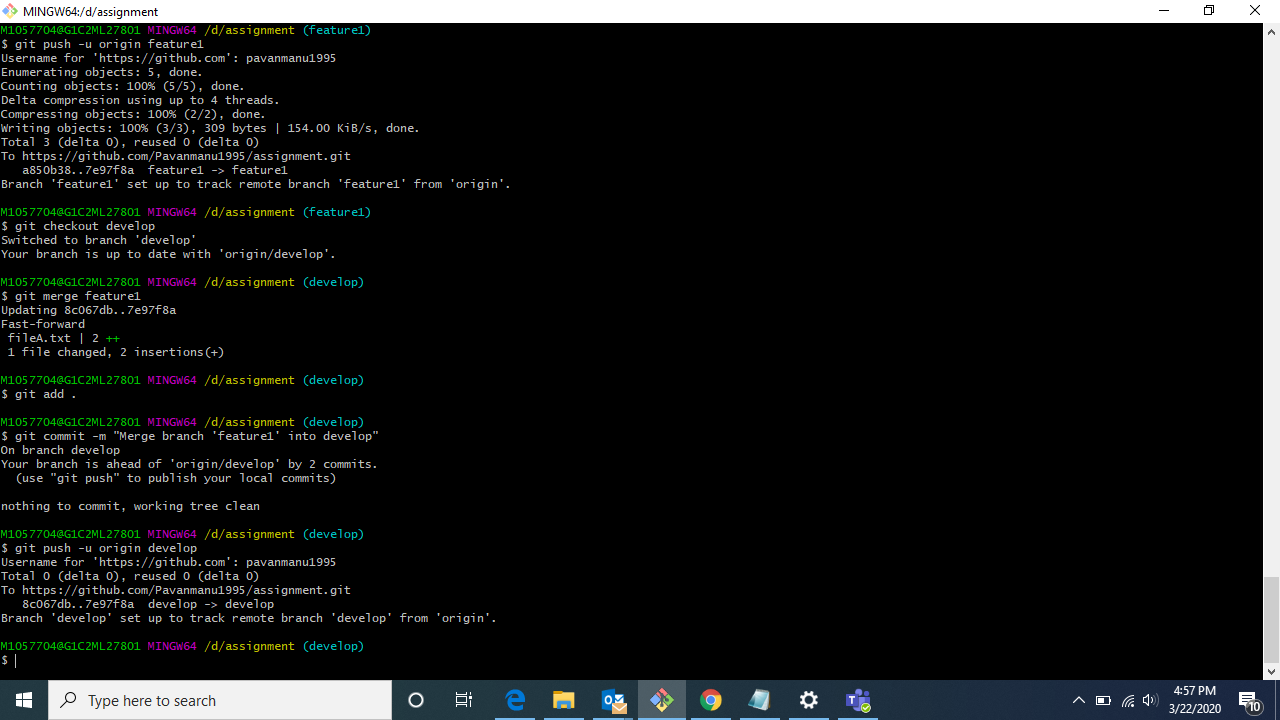 MINGW64:/d/assignment
M1057704@G1C2ML27801 MINGW64 /d/assignment (feature1)
$ git push -u origin feature1
Username for 'https://github.com': pavanmanu1995
Enumerating objects: 5, done.
Counting objects: 100% (5/5), done.
Delta compression using up to 4 threads.
Compressing objects: 100% (2/2), done.
Writing objects: 100% (3/3), 309 bytes | 154.00 KiB/s, done.
Total 3 (delta 0), reused 0 (delta 0)
To https://github.com/Pavanmanu1995/assignment.git
   a850b38..7e97f8a  feature1 -> feature1
Branch 'feature1' set up to track remote branch 'feature1' from 'origin'.
M1057704@G1C2ML27801 MINGW64 /d/assignment (feature1)
$ git checkout develop
Switched to branch 'develop'
Your branch is up to date with 'origin/develop'.
M1057704@G1C2ML27801 MINGW64 /d/assignment (develop)
$ git merge feature1
Updating 8c067db..7e97f8a
Fast-forward
 fileA.txt | 2 ++
 1 file changed, 2 insertions(+)
M1057704@G1C2ML27801 MINGW64 /d/assignment (develop)
$ git add .
M1057704@G1C2ML27801 MINGW64 /d/assignment (develop)
$ git commit -m "Merge branch 'feature1' into develop"
On branch develop
Your branch is ahead of 'origin/develop' by 2 commits.
  (use "git push" to publish your local commits)
nothing to commit, working tree clean
M1057704@G1C2ML27801 MINGW64 /d/assignment (develop)
$ git push -u origin develop
Username for 'https://github.com': pavanmanu1995
Total 0 (delta 0), reused 0 (delta 0)
To https://github.com/Pavanmanu1995/assignment.git
   8c067db..7e97f8a  develop -> develop
Branch 'develop' set up to track remote branch 'develop' from 'origin'.
M1057704@G1C2ML27801 MINGW64 /d/assignment (develop)
$
Type here to search
4:57 PM
3/22/2020
10